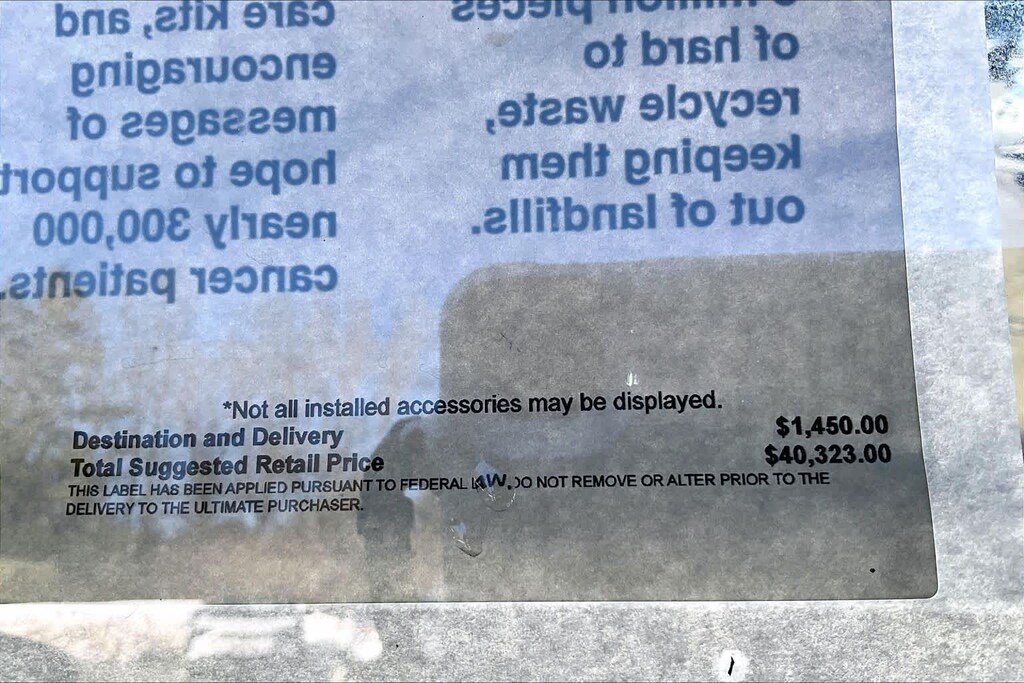 care kits, and
encouraging
messages of
hope to support
nearly 300,000
cancer patients.
million pieces
of hard to
recycle waste,
keeping them
out of landfills.
*Not all installed accessories may be displayed.
Destination and Delivery $1,450.00
Total Suggested Retail Price $40,323.00
THIS LABEL HAS BEEN APPLIED PURSUANT TO FEDERAL LAW. DO NOT REMOVE OR ALTER PRIOR TO THE
DELIVERY TO THE ULTIMATE PURCHASER.